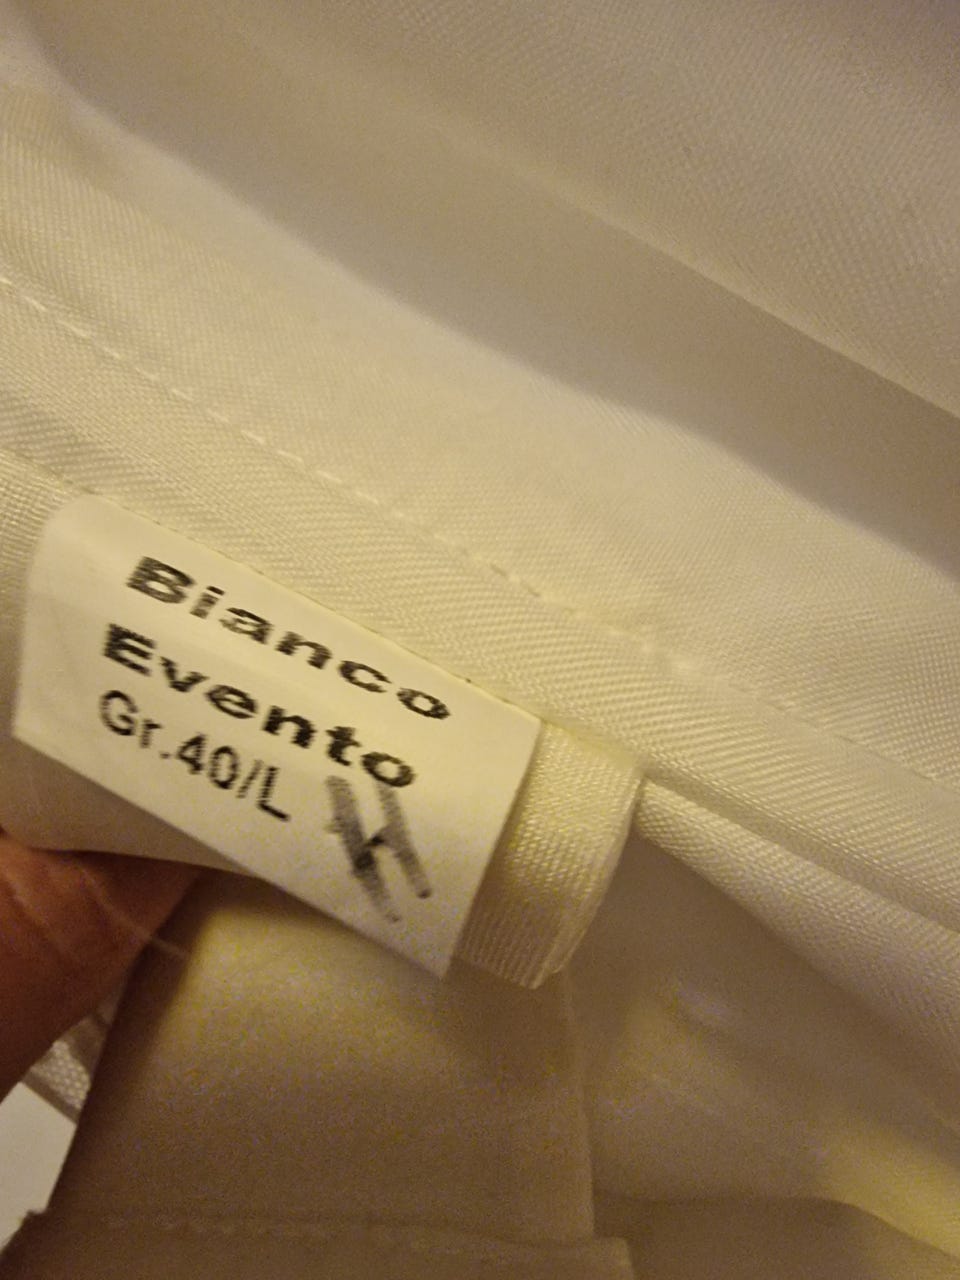 Bianco
Evento
Gr.40/L
H